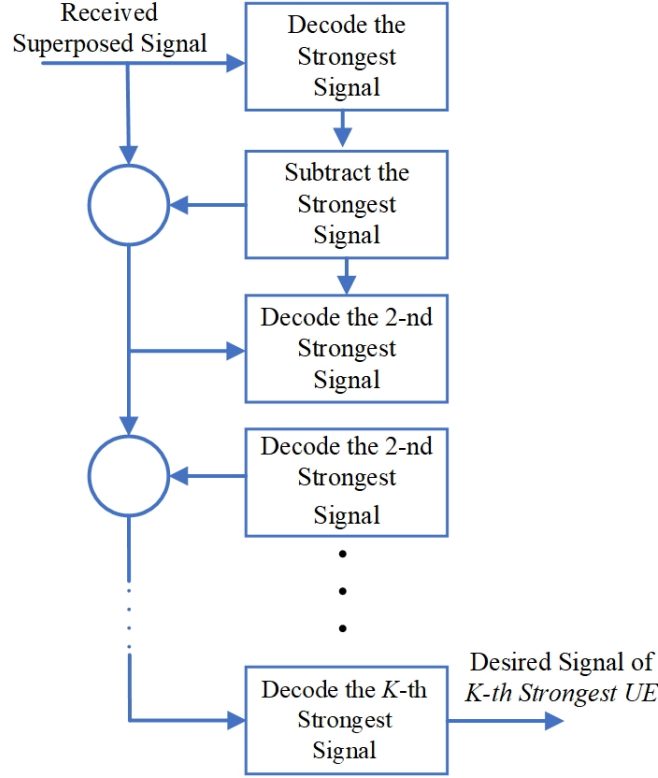 Received
Superposed Signal
Decode the
Strongest
Signal
Subtract the
Strongest
Signal
Decode the 2-nd
Strongest
Signal
Decode the 2-nd
Strongest
Signal
Decode the K-th
Strongest
Signal
Desired Signal of
K-th Strongest UE